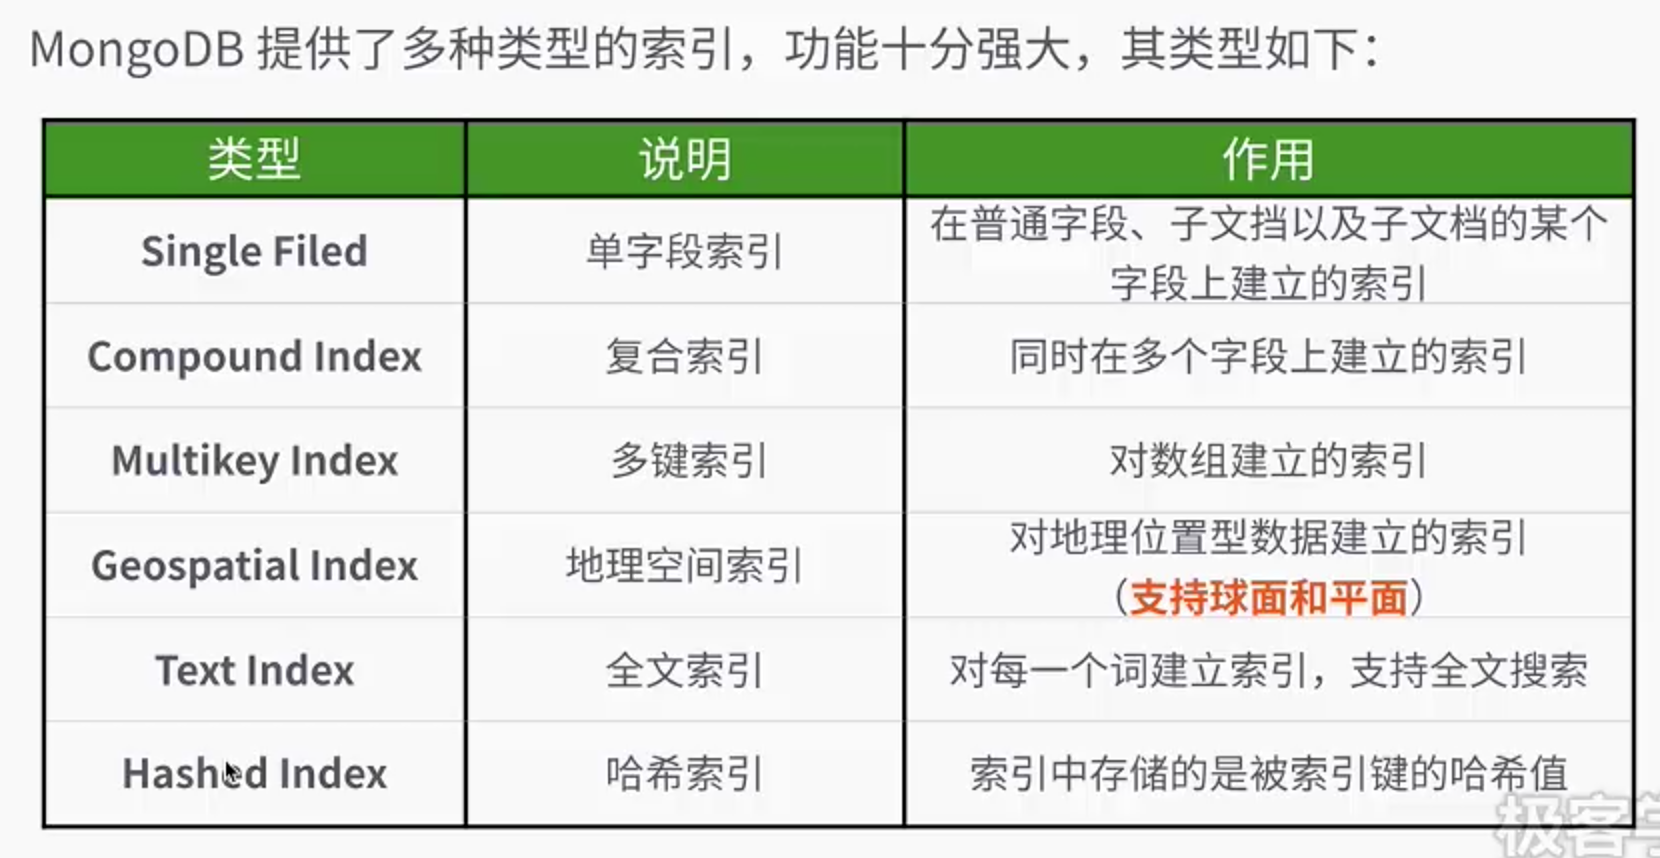 MongoDB 提供了多种类型的索引，功能十分强大，其类型如下：
类型 说明 作用
Single Filed 单字段索引 在普通字段、子文挡以及子文档的某个
字段上建立的索引
Compound Index 复合索引 同时在多个字段上建立的索引
Multikey Index 多键索引 对数组建立的索引
Geospatial Index 地理空间索引 对地理位置型数据建立的索引
（支持球面和平面）
Text Index 全文索引 对每一个词建立索引，支持全文搜索
Hashed Index 哈希索引 索引中存储的是被索引键的哈希值
极客学